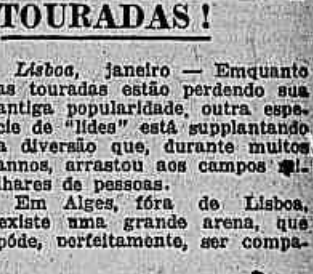 TOURADAS!
Lisboa, janeiro — Emquanto
as touradas estão perdendo sua
antiga popularidade, outra espe-
cie de "lides" está supplantando
a diversão que, durante muitos
annos, arrastou aos campos mi-
lhares de pessoas.
Em Alges, fóra de Lisboa,
existe uma grande arena, que
póde, perfeitamente, ser compa-